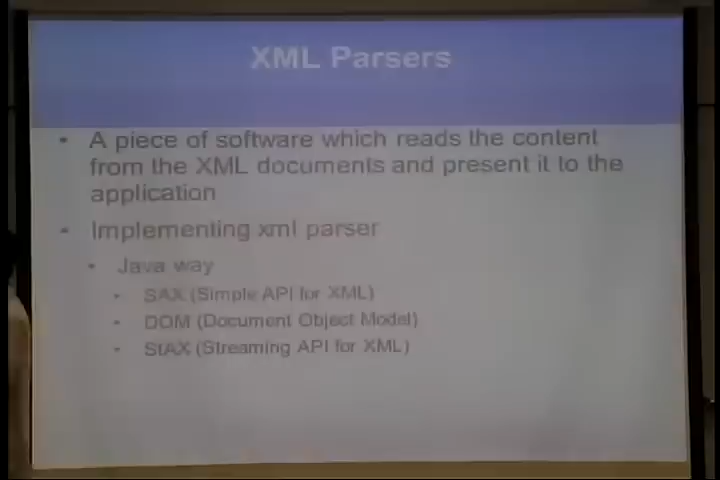 XML Parsers
• A piece of software which reads the content
from the XML documents and present it to the
application
• Implementing xml parser
• Java way
• SAX (Simple API for XML)
• DOM (Document Object Model)
• StAX (Streaming API for XML)